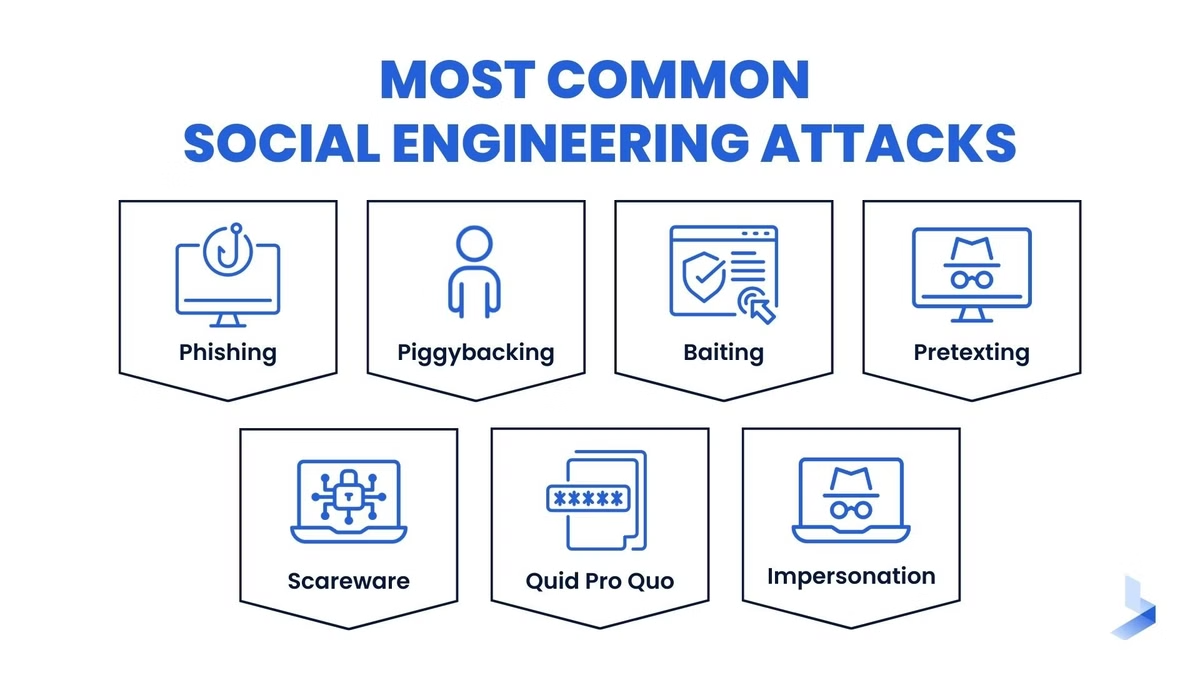 MOST COMMON
SOCIAL ENGINEERING ATTACKS
Phishing
Piggybacking
Baiting
Pretexting
Scareware
*****
Quid Pro Quo
Impersonation